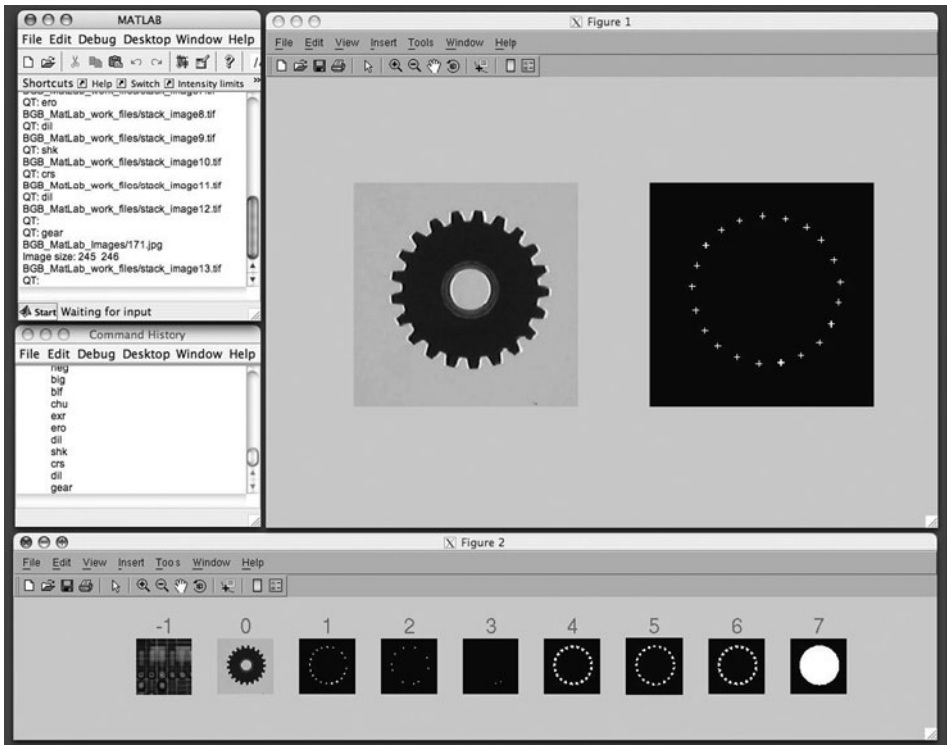 MATLAB
File Edit Debug Desktop Window Help
Shortcuts Help Switch Intensity limits »
QT: ero
BGB_MatLab_work_files/stack_image8.tif
QT: dil
BGB_MatLab_work_files/stack_image9.tif
QT: shk
BGB_MatLab_work_files/stack_image10.tif
QT: crs
BGB_MatLab_work_files/stack_image11.tif
QT: dil
BGB_MatLab_work_files/stack_image12.tif
QT:
QT: gear
BGB_MatLab_Images/171.jpg
Image size: 245 246
BGB_MatLab_work_files/stack_image13.tif
QT:
Start Waiting for input
Command History
File Edit Debug Desktop Window Help
neg
big
blf
chu
exr
ero
dil
shk
crs
dil
gear
X Figure 1
File Edit View Insert Tools Window Help
X Figure 2
File Edit View Insert Too s Window Help
-1 0 1 2 3 4 5 6 7